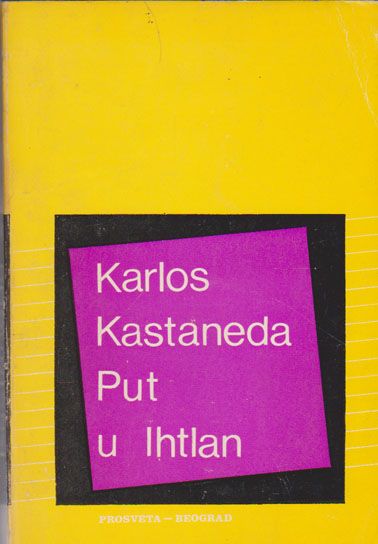 Karlos
Kastaneda
Put
u Ihtlan
PROSVETA — BEOGRAD